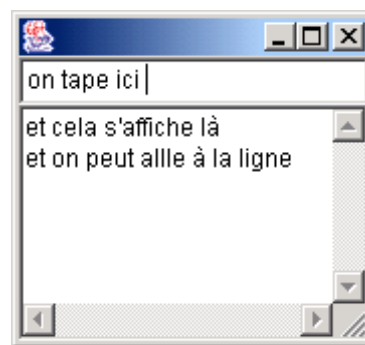 on tape ici
et cela s'affiche là
et on peut allle à la ligne